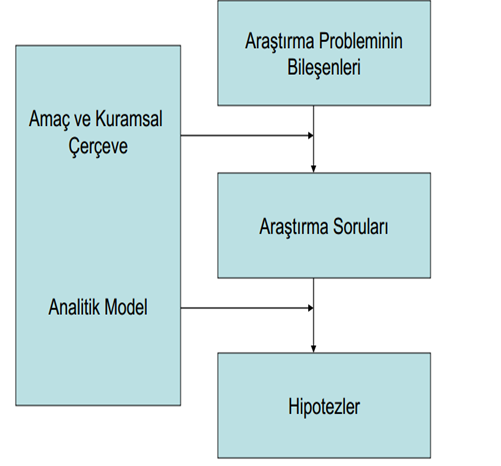 Araştırma Probleminin
Bileşenleri
Amaç ve Kuramsal
Çerçeve
Araştırma Soruları
Analitik Model
Hipotezler